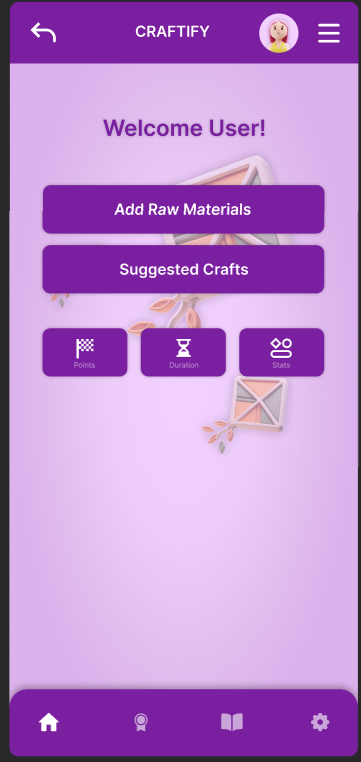 CRAFTIFY
Welcome User!
Add Raw Materials
Suggested Crafts
Points
Duration
Stats